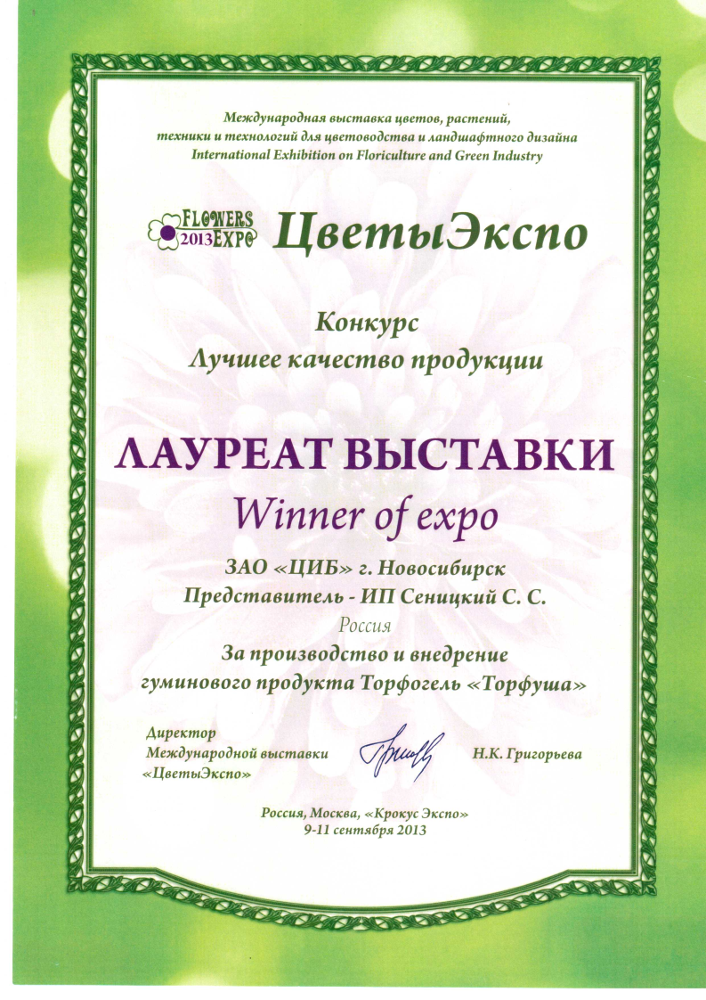 Международная выставка цветов, растений,
техники и технологий для цветоводства и ландшафтного дизайна
International Exhibition on Floriculture and Green Industry
FLOWERS
2013 EXPO
ЦветыЭкспо
Конкурс
Лучшее качество продукции
ЛАУРЕАТ ВЫСТАВКИ
Winner of expo
ЗАО «ЦИБ» г. Новосибирск
Представитель - ИП Сеницкий С. С.
Россия
За производство и внедрение
гуминового продукта Торфогель «Торфуша»
Директор
Международной выставки
«ЦветыЭкспо»
Н.К. Григорьева
Россия, Москва, «Крокус Экспо»
9-11 сентября 2013